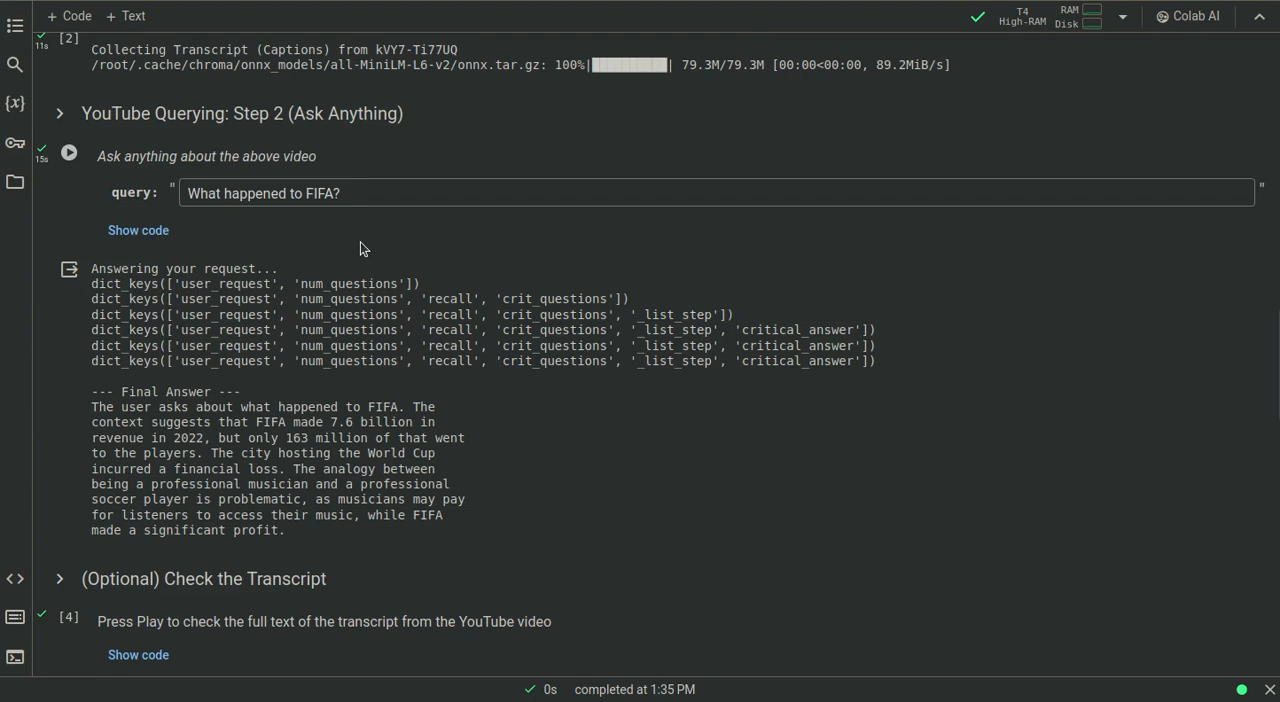 + Code + Text
T4
High-RAM
RAM
Disk
Colab AI
11s
[2]
Collecting Transcript (Captions) from kVY7-Ti77UQ
/root/.cache/chroma/onnx_models/all-MiniLM-L6-v2/onnx.tar.gz: 100%|██████████| 79.3M/79.3M [00:00<00:00, 89.2MiB/s]
YouTube Querying: Step 2 (Ask Anything)
15s
Ask anything about the above video
query: " What happened to FIFA? "
Show code
Answering your request...
dict_keys(['user_request', 'num_questions'])
dict_keys(['user_request', 'num_questions', 'recall', 'crit_questions'])
dict_keys(['user_request', 'num_questions', 'recall', 'crit_questions', '_list_step'])
dict_keys(['user_request', 'num_questions', 'recall', 'crit_questions', '_list_step', 'critical_answer'])
dict_keys(['user_request', 'num_questions', 'recall', 'crit_questions', '_list_step', 'critical_answer'])
dict_keys(['user_request', 'num_questions', 'recall', 'crit_questions', '_list_step', 'critical_answer'])
--- Final Answer ---
The user asks about what happened to FIFA. The
context suggests that FIFA made 7.6 billion in
revenue in 2022, but only 163 million of that went
to the players. The city hosting the World Cup
incurred a financial loss. The analogy between
being a professional musician and a professional
soccer player is problematic, as musicians may pay
for listeners to access their music, while FIFA
made a significant profit.
(Optional) Check the Transcript
[4] Press Play to check the full text of the transcript from the YouTube video
Show code
0s completed at 1:35 PM